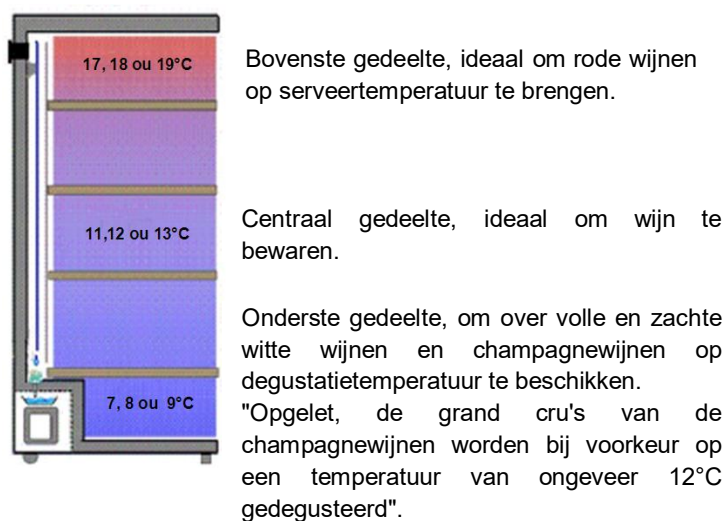 17, 18 ou 19°C
Bovenste gedeelte, ideaal om rode wijnen
op serveertemperatuur te brengen.
11,12 ou 13°C
Centraal gedeelte, ideaal om wijn te
bewaren.
Onderste gedeelte, om over volle en zachte
witte wijnen en champagnewijnen op
degustatietemperatuur te beschikken.
7, 8 ou 9°C
"Opgelet, de grand cru's van de
champagnewijnen worden bij voorkeur op
een temperatuur van ongeveer 12°C
gedegusteerd".